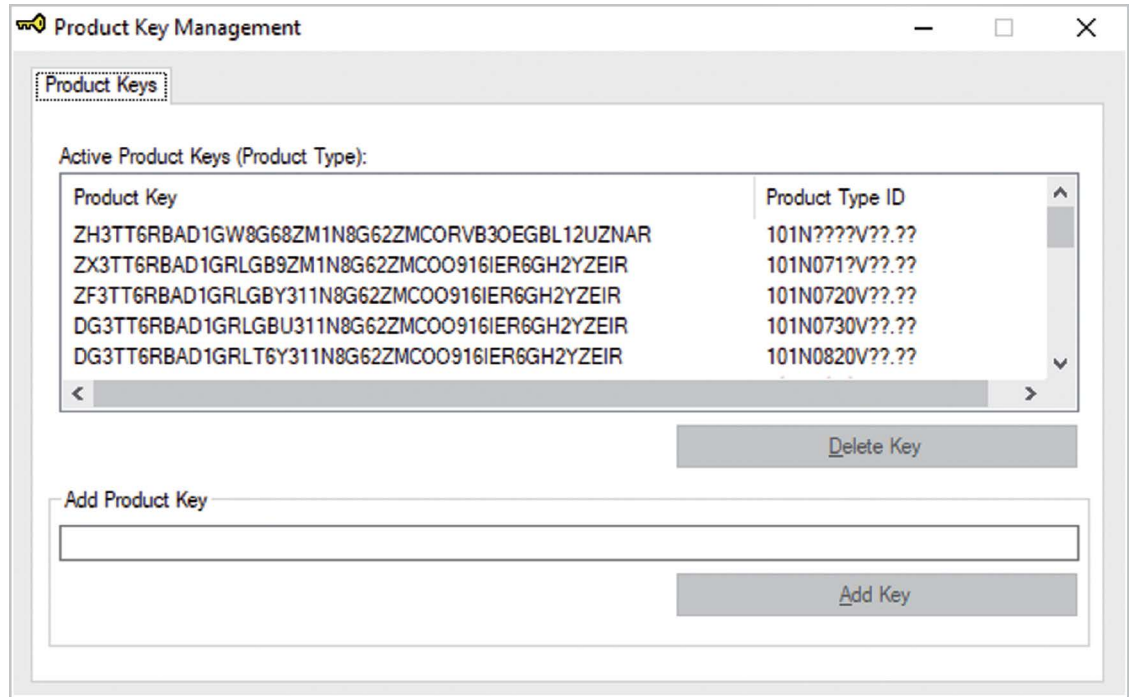 Product Key Management
Product Keys
Active Product Keys (Product Type):
Product Key Product Type ID
ZH3TT6RBAD1GW8G68ZM1N8G62ZMCORVB3OEGBL12UZNAR 101N????V??.??
ZX3TT6RBAD1GRLGB9ZM1N8G62ZMCOO916IER6GH2YZEIR 101N071?V??.??
ZF3TT6RBAD1GRLGBY311N8G62ZMCOO916IER6GH2YZEIR 101N0720V??.??
DG3TT6RBAD1GRLGBU311N8G62ZMCOO916IER6GH2YZEIR 101N0730V??.??
DG3TT6RBAD1GRLT6Y311N8G62ZMCOO916IER6GH2YZEIR 101N0820V??.??
Delete Key
Add Product Key
Add Key